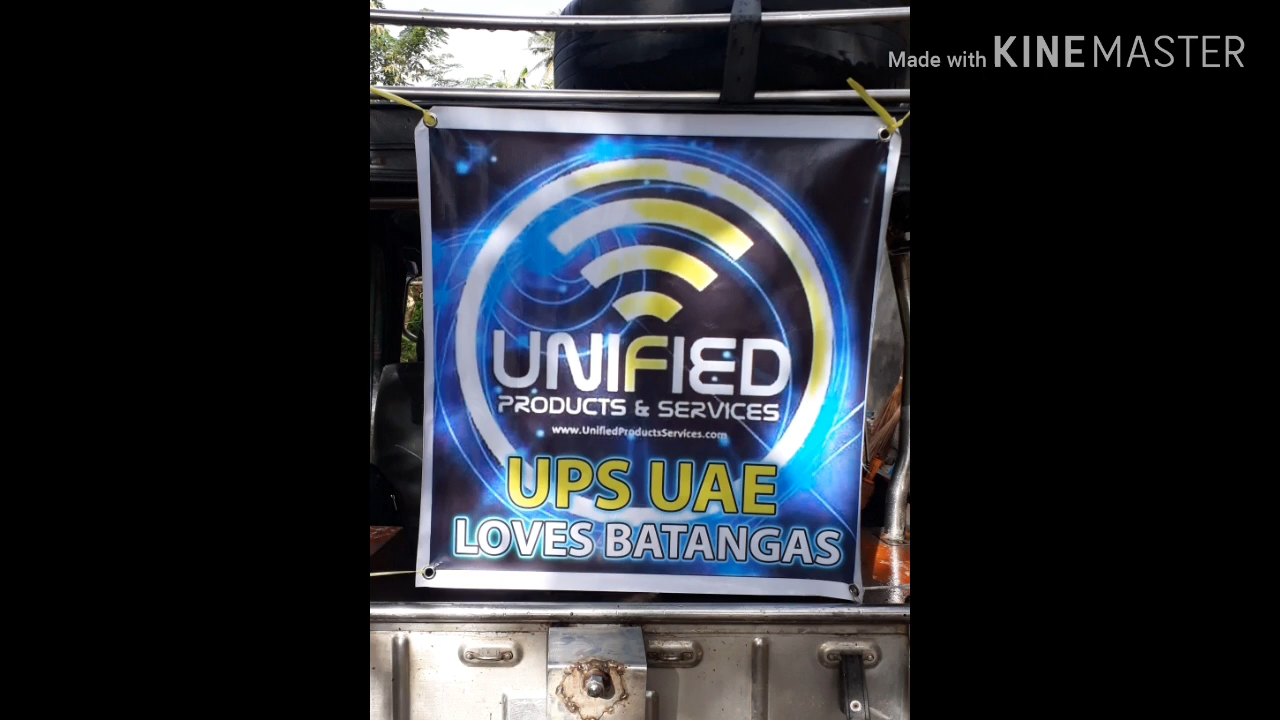 Made with KINEMASTER
UNIFIED
PRODUCTS & SERVICES
www.UnifiedProductsServices.com
UPS UAE
LOVES BATANGAS